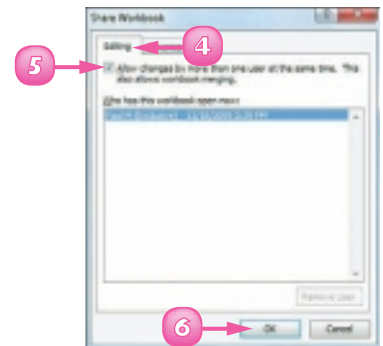 Share Workbook
Editing
4
5
Allow changes by more than one user at the same time. This
also allows workbook merging.
Who has this workbook open now:
6
Remove User
OK
Cancel